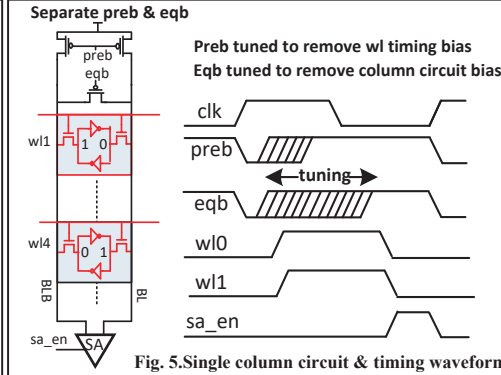 Separate preb & eqb
preb
eqb
wl1
1 0
wl4
0 1
BLB
BL
sa_en
SA
Preb tuned to remove wl timing bias
Eqb tuned to remove column circuit bias
clk
preb
tuning
eqb
wl0
wl1
sa_en
Fig. 5.Single column circuit & timing waveform